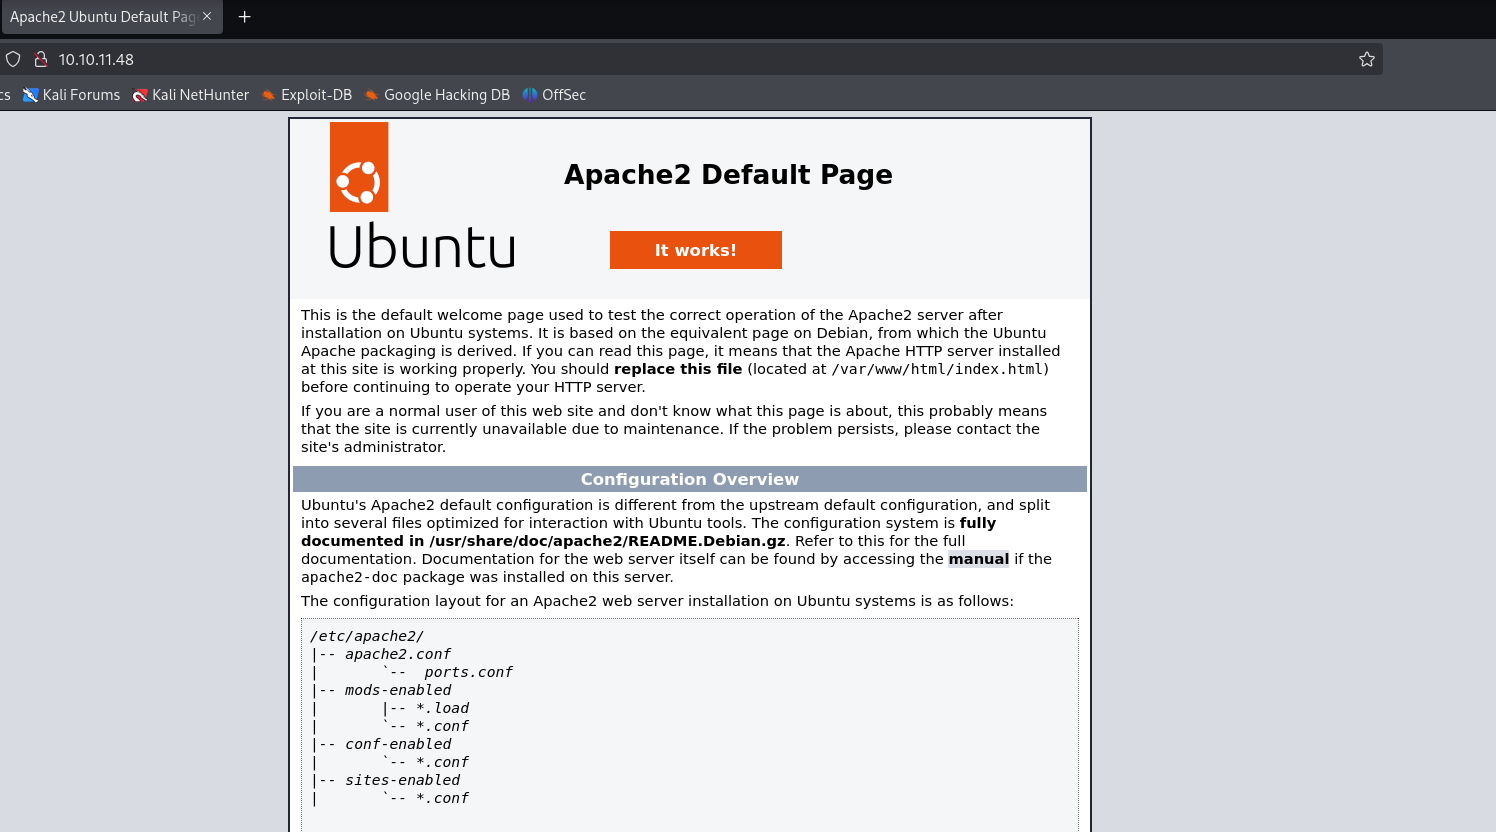 Apache2 Ubuntu Default Pag
10.10.11.48
cs Kali Forums Kali NetHunter Exploit-DB Google Hacking DB OffSec
Ubuntu
Apache2 Default Page
It works!
This is the default welcome page used to test the correct operation of the Apache2 server after
installation on Ubuntu systems. It is based on the equivalent page on Debian, from which the Ubuntu
Apache packaging is derived. If you can read this page, it means that the Apache HTTP server installed
at this site is working properly. You should replace this file (located at /var/www/html/index.html)
before continuing to operate your HTTP server.
If you are a normal user of this web site and don't know what this page is about, this probably means
that the site is currently unavailable due to maintenance. If the problem persists, please contact the
site's administrator.
Configuration Overview
Ubuntu's Apache2 default configuration is different from the upstream default configuration, and split
into several files optimized for interaction with Ubuntu tools. The configuration system is fully
documented in /usr/share/doc/apache2/README.Debian.gz. Refer to this for the full
documentation. Documentation for the web server itself can be found by accessing the manual if the
apache2-doc package was installed on this server.
The configuration layout for an Apache2 web server installation on Ubuntu systems is as follows:
/etc/apache2/
|-- apache2.conf
|       `--  ports.conf
|-- mods-enabled
|       |-- *.load
|       `-- *.conf
|-- conf-enabled
|       `-- *.conf
|-- sites-enabled
|       `-- *.conf